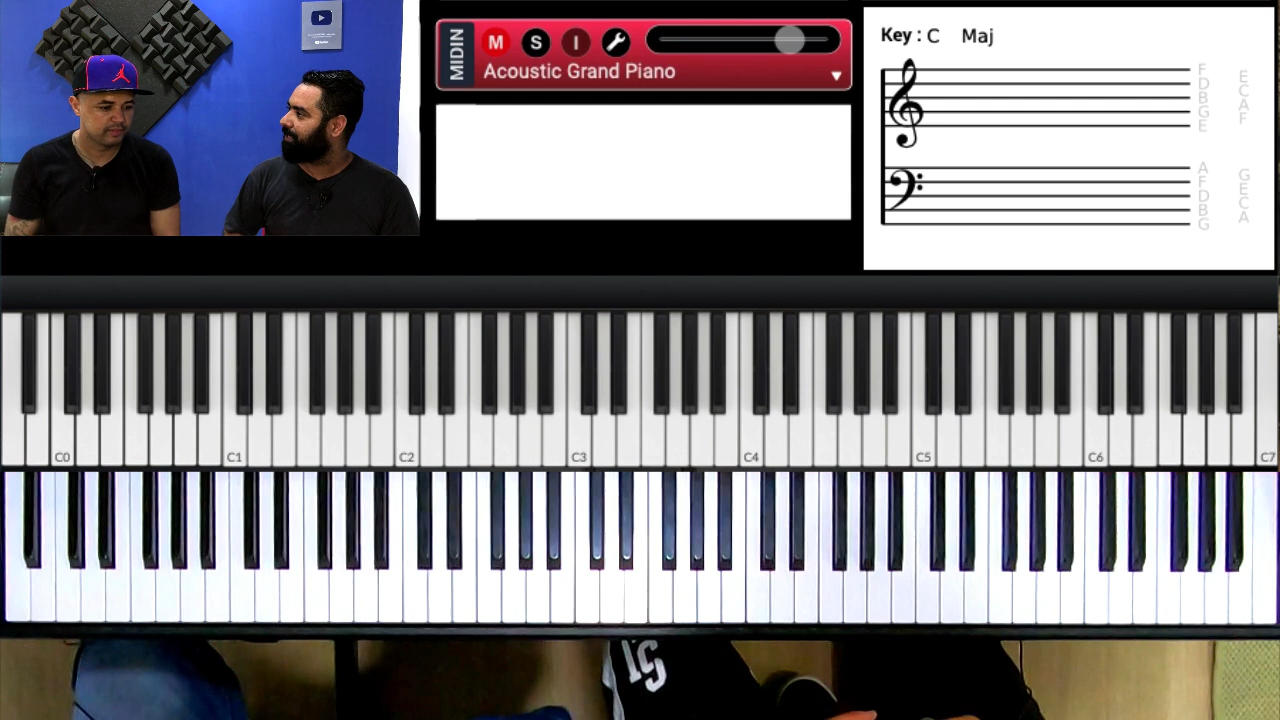 MIDIN
M S I
Acoustic Grand Piano
Key : C Maj
F
D
B
G
E
E
C
A
F
A
F
D
B
G
G
E
C
A
C0 C1 C2 C3 C4 C5 C6 C7